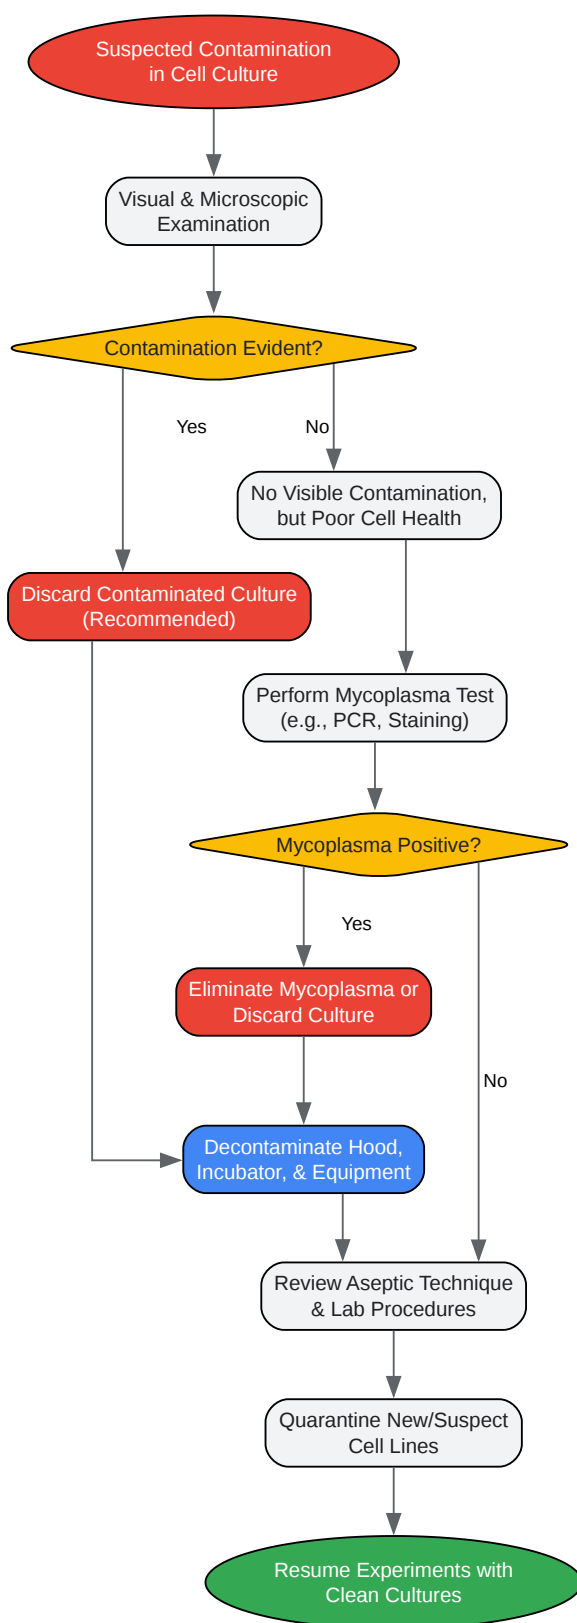 Suspected Contamination
in Cell Culture
Visual & Microscopic
Examination
Contamination Evident?
Yes
No
No Visible Contamination,
but Poor Cell Health
Discard Contaminated Culture
(Recommended)
Perform Mycoplasma Test
(e.g., PCR, Staining)
Mycoplasma Positive?
Yes
Eliminate Mycoplasma or
Discard Culture
No
Decontaminate Hood,
Incubator, & Equipment
Review Aseptic Technique
& Lab Procedures
Quarantine New/Suspect
Cell Lines
Resume Experiments with
Clean Cultures